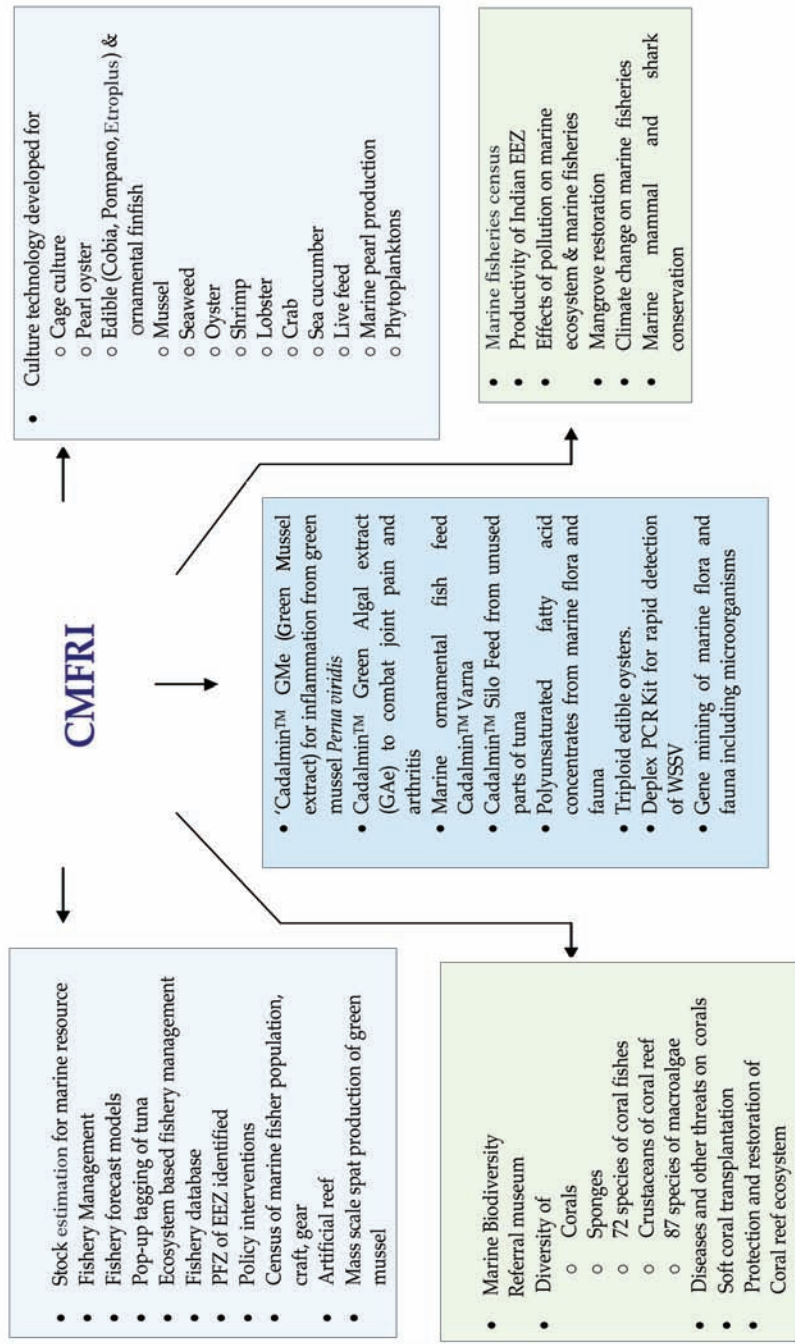 CMFRI
• Stock estimation for marine resource
• Fishery Management
• Fishery forecast models
• Pop-up tagging of tuna
• Ecosystem based fishery management
• Fishery database
• PFZ of EEZ identified
• Policy interventions
• Census of marine fisher population,
craft, gear
• Artificial reef
• Mass scale spat production of green
mussel
• Marine Biodiversity
Referral museum
• Diversity of
○ Corals
○ Sponges
○ 72 species of coral fishes
○ Crustaceans of coral reef
○ 87 species of macroalgae
• Diseases and other threats on corals
• Soft coral transplantation
• Protection and restoration of
Coral reef ecosystem
• 'Cadalmin™ GMe (Green Mussel
extract) for inflammation from green
mussel Perna viridis
• Cadalmin™ Green Algal extract
(GAe) to combat joint pain and
arthritis
• Marine ornamental fish feed
Cadalmin™ Varna
• Cadalmin™ Silo Feed from unused
parts of tuna
• Polyunsaturated fatty acid
concentrates from marine flora and
fauna
• Triploid edible oysters.
• Deplex PCR Kit for rapid detection
of WSSV
• Gene mining of marine flora and
fauna including microorganisms
• Culture technology developed for
○ Cage culture
○ Pearl oyster
○ Edible (Cobia, Pompano, Etroplus) &
ornamental finfish
○ Mussel
○ Seaweed
○ Oyster
○ Shrimp
○ Lobster
○ Crab
○ Sea cucumber
○ Live feed
○ Marine pearl production
○ Phytoplanktons
• Marine fisheries census
• Productivity of Indian EEZ
• Effects of pollution on marine
ecosystem & marine fisheries
• Mangrove restoration
• Climate change on marine fisheries
• Marine mammal and shark
conservation